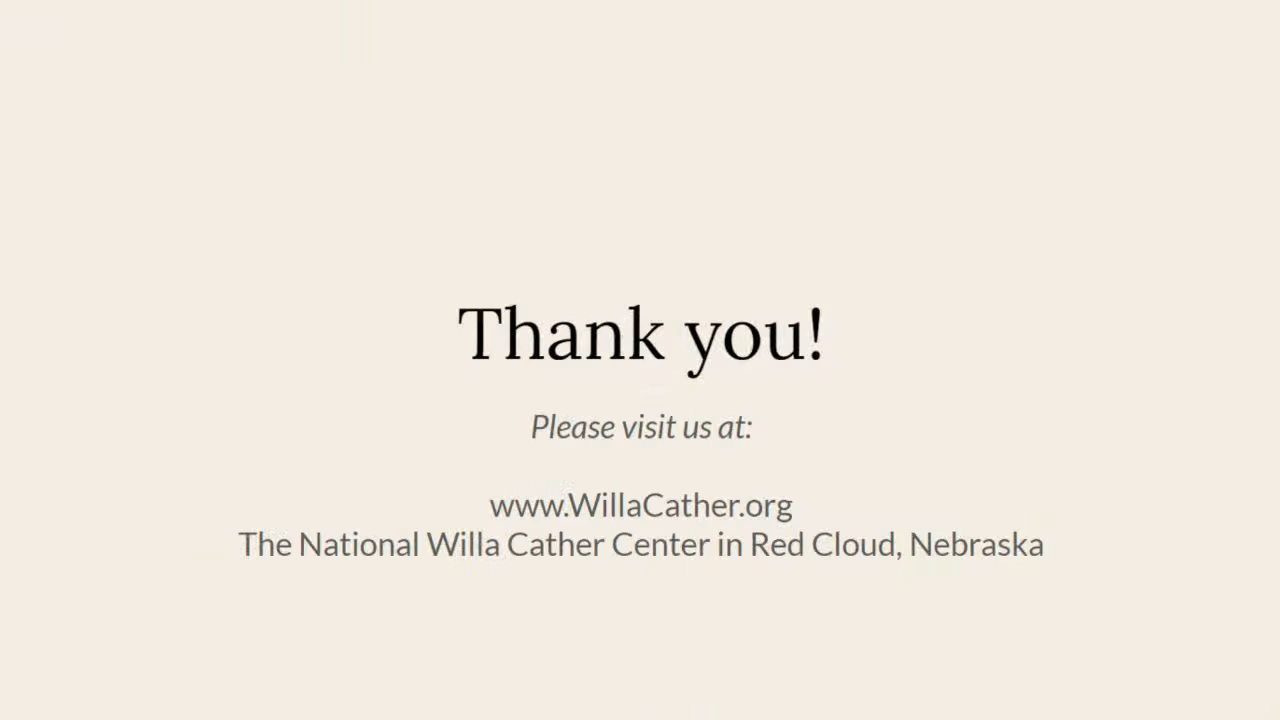 Thank you!
Please visit us at:
www.WillaCather.org
The National Willa Cather Center in Red Cloud, Nebraska